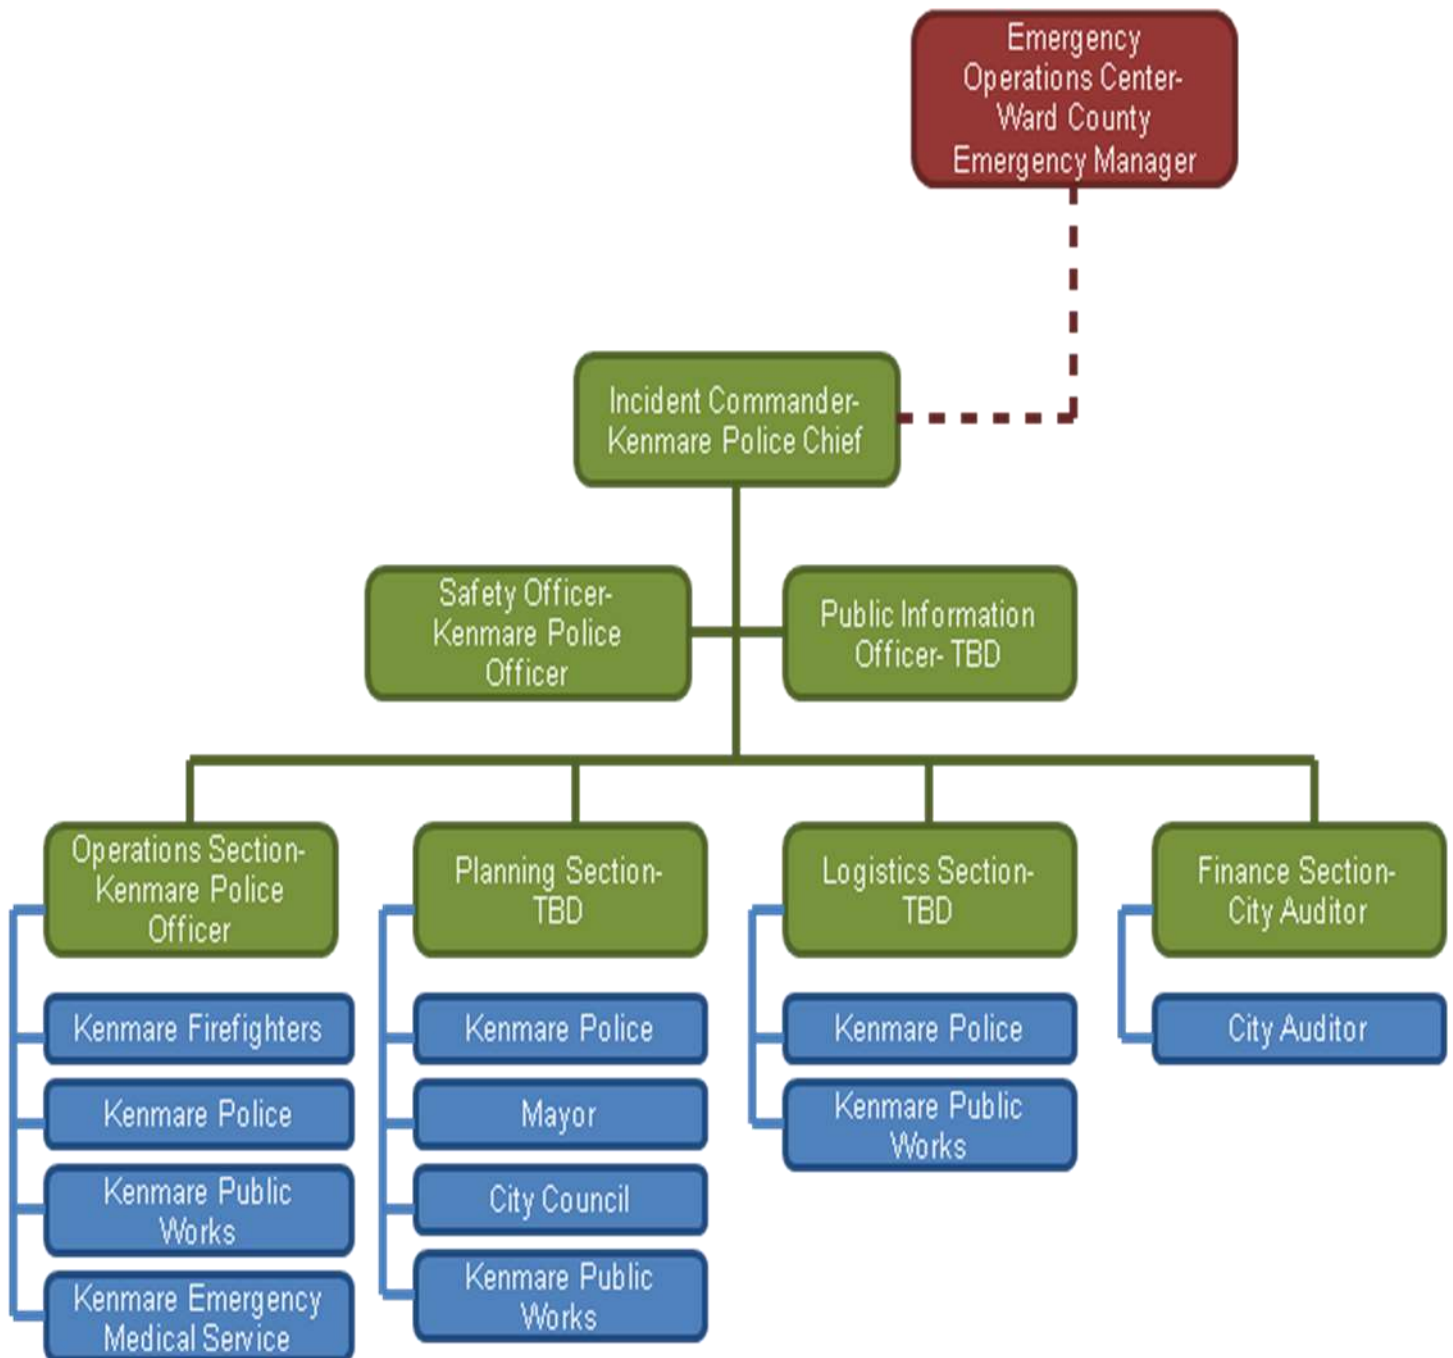 Emergency
Operations Center-
Ward County
Emergency Manager
Incident Commander-
Kenmare Police Chief
Safety Officer-
Kenmare Police
Officer
Public Information
Officer- TBD
Operations Section-
Kenmare Police
Officer
Planning Section-
TBD
Logistics Section-
TBD
Finance Section-
City Auditor
Kenmare Firefighters
Kenmare Police
Kenmare Public
Works
Kenmare Emergency
Medical Service
Kenmare Police
Mayor
City Council
Kenmare Public
Works
Kenmare Police
Kenmare Public
Works
City Auditor